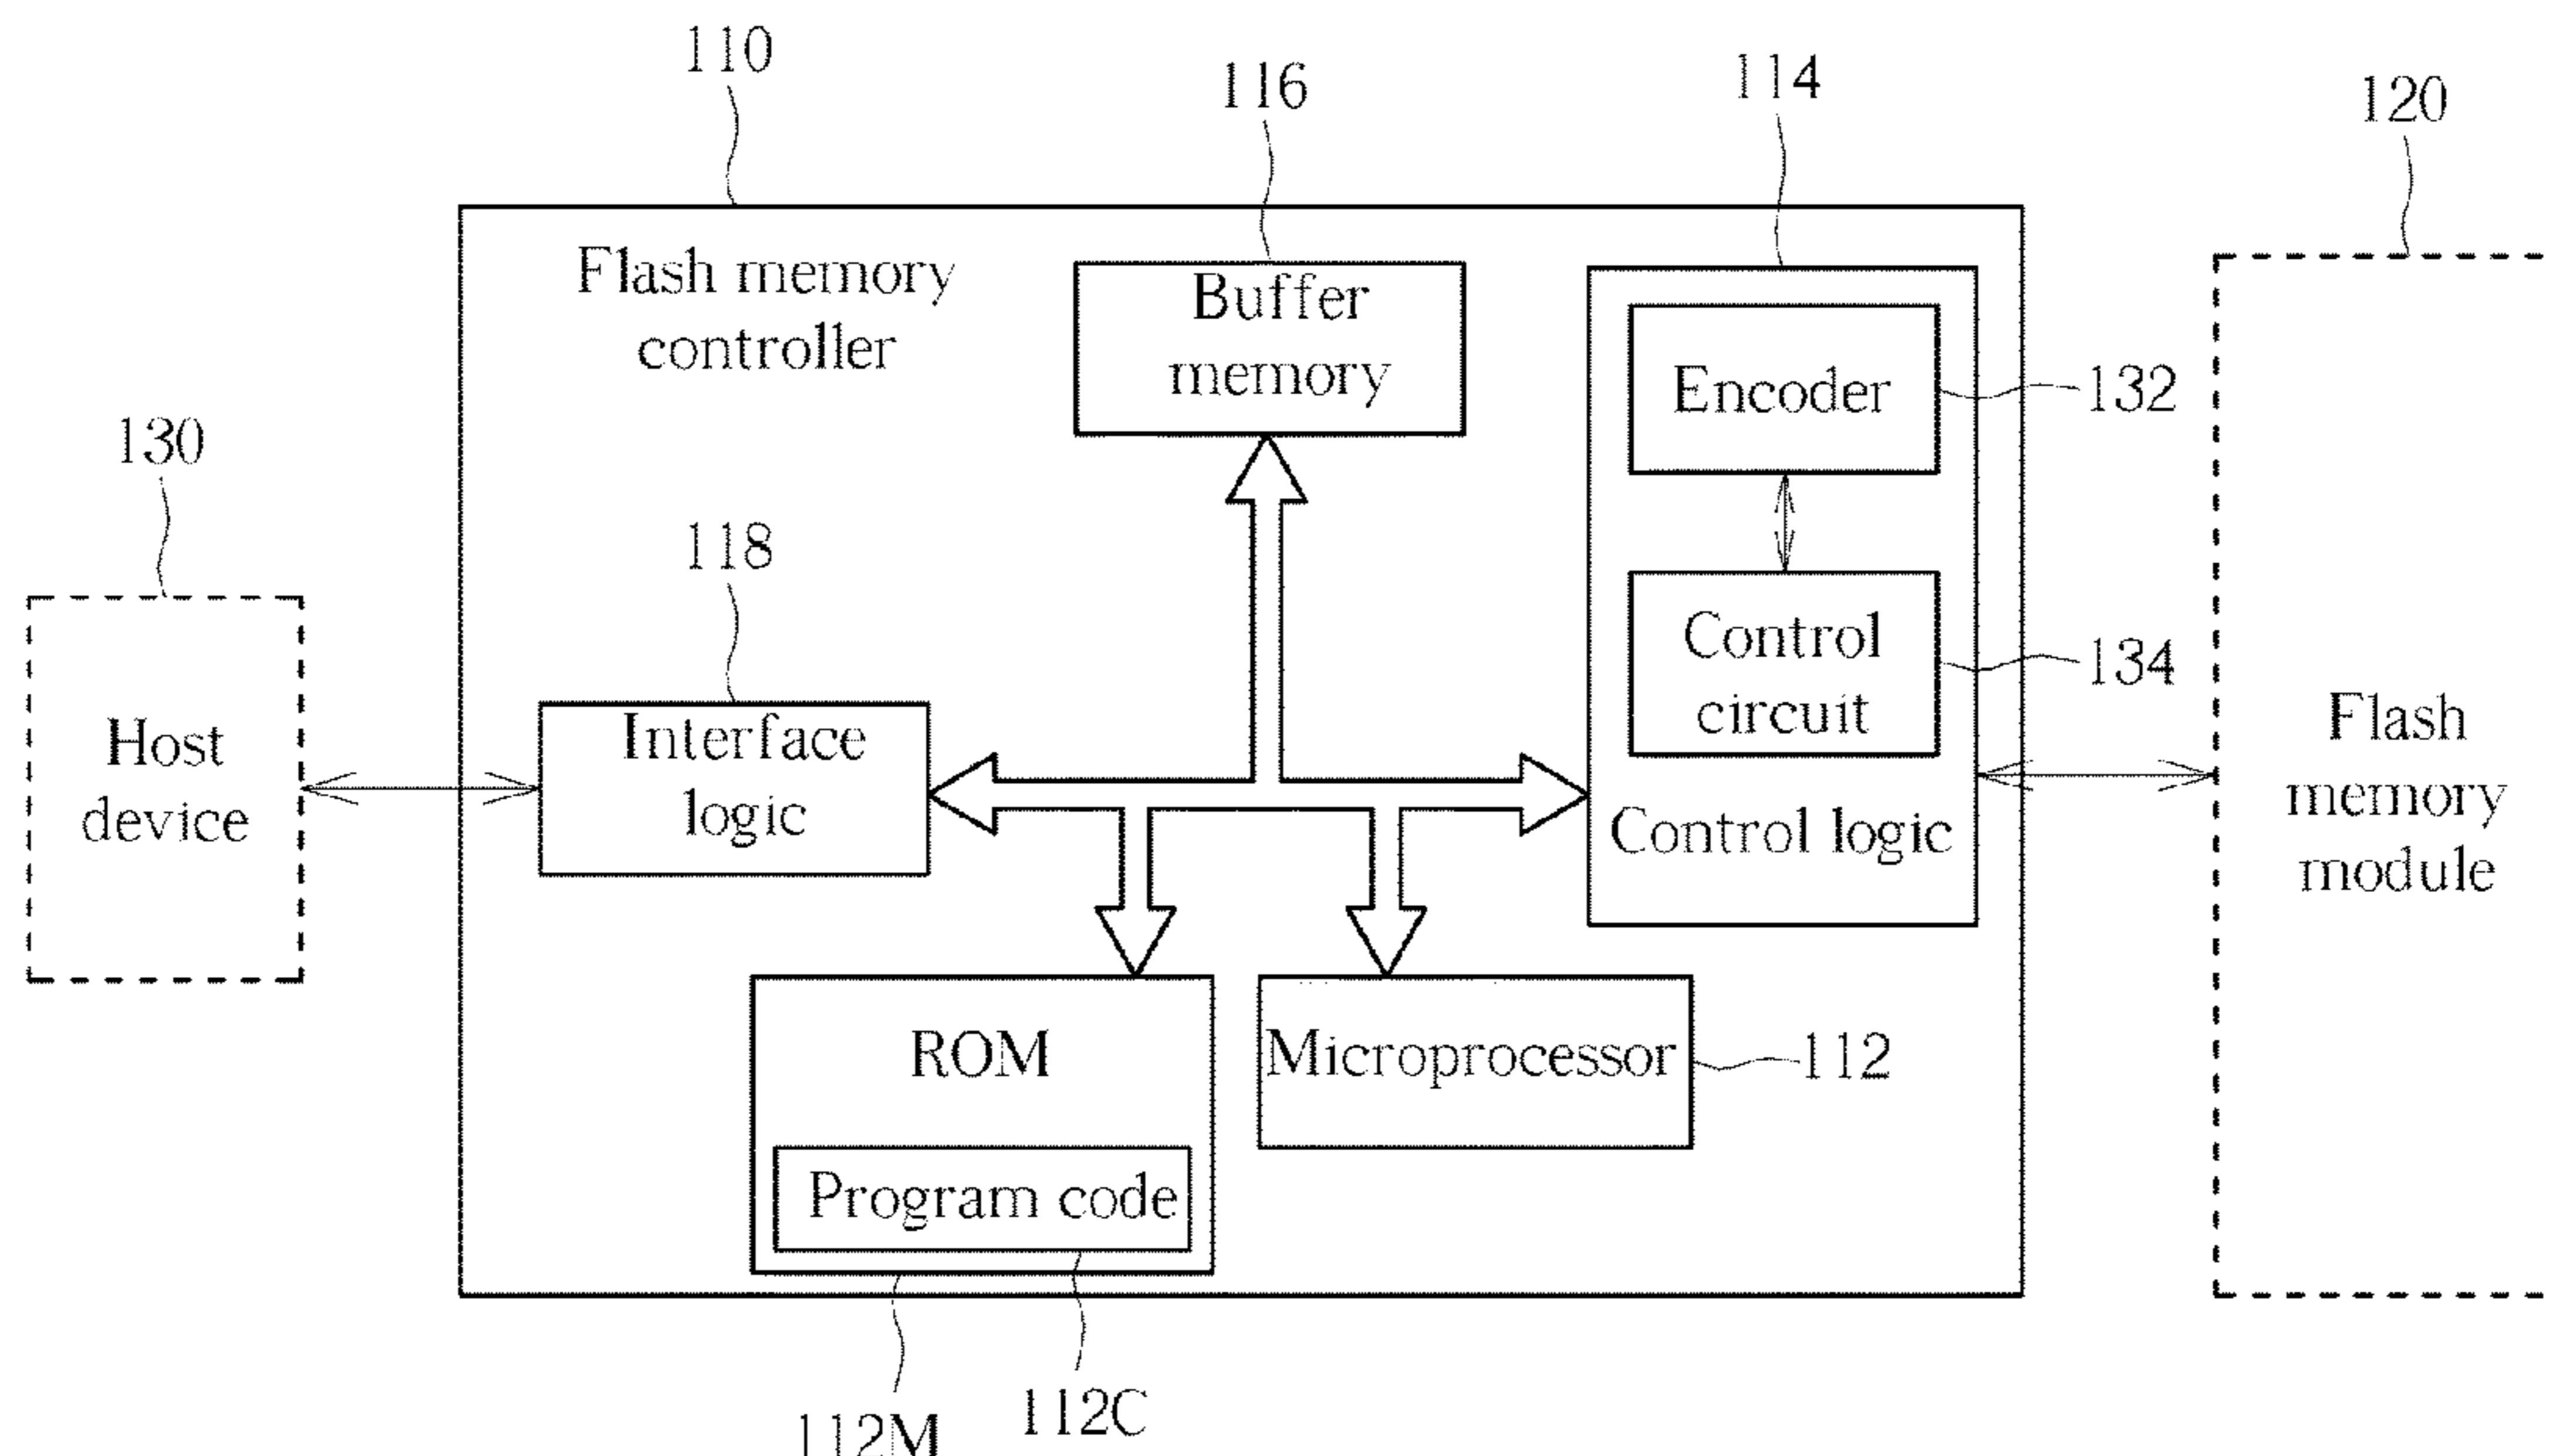 110
116
114
120
Flash memory
controller
Buffer
memory
Encoder
132
130
118
Control
circuit
134
Host
device
Interface
logic
Control logic
Flash
memory
module
ROM
Microprocessor
112
Program code
112C
112M